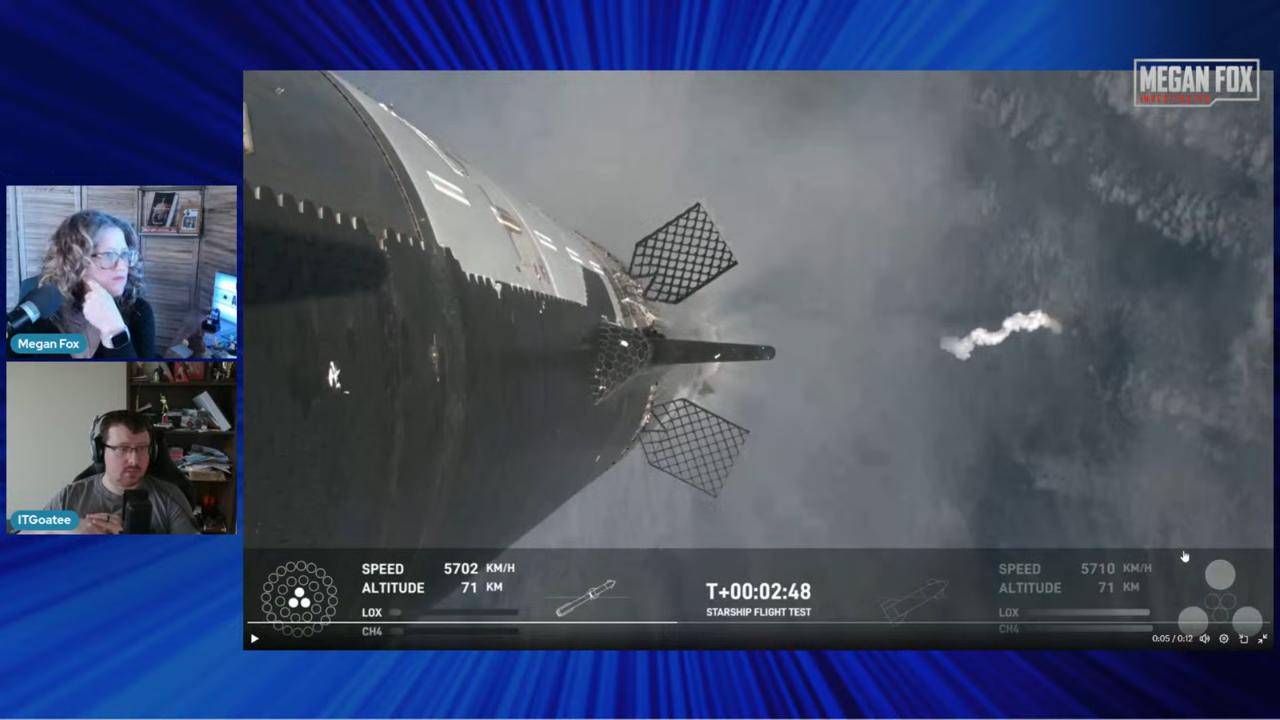 MEGAN FOX
Megan Fox
ITGoatee
SPEED 5702 KM/H
ALTITUDE 71 KM
LOX
CH4
T+00:02:48
STARSHIP FLIGHT TEST
SPEED 5710 KM/H
ALTITUDE 71 KM
LOX
CH4
0:05 / 0:12